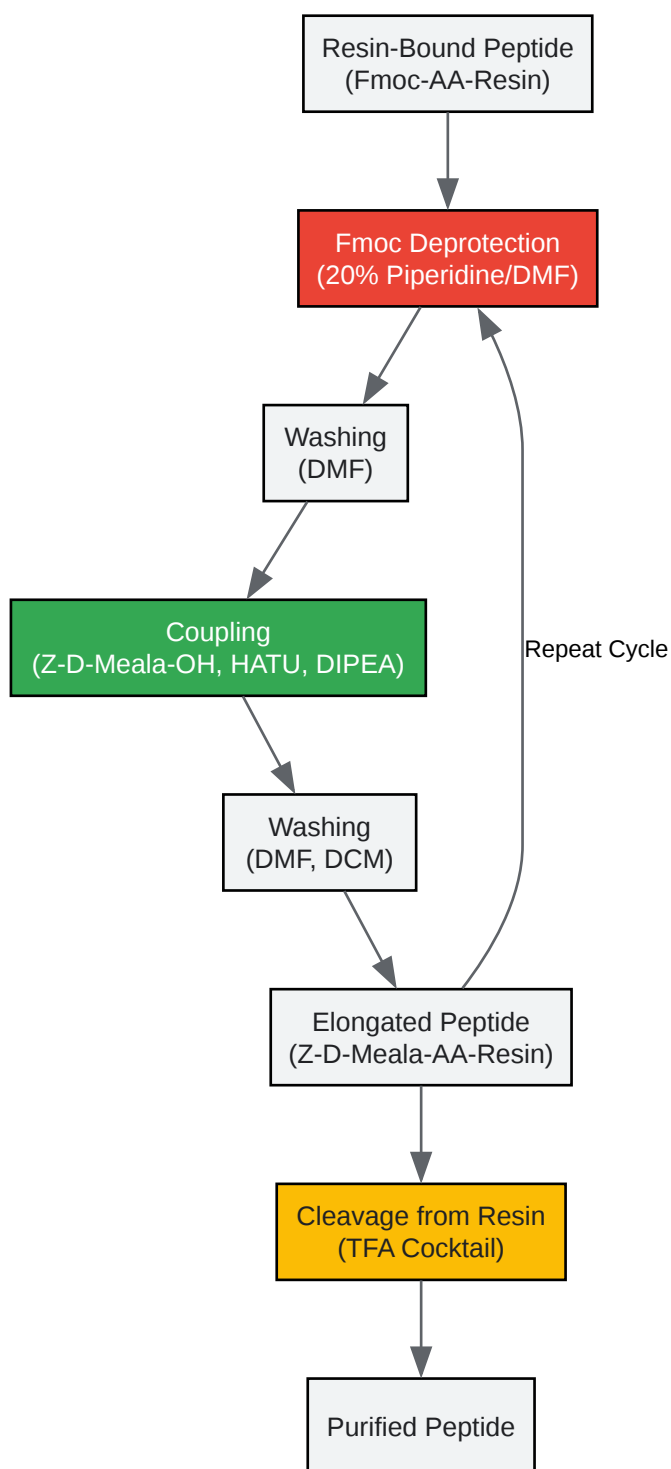 Resin-Bound Peptide
(Fmoc-AA-Resin)
Fmoc Deprotection
(20% Piperidine/DMF)
Washing
(DMF)
Coupling
(Z-D-Meala-OH, HATU, DIPEA)
Repeat Cycle
Washing
(DMF, DCM)
Elongated Peptide
(Z-D-Meala-AA-Resin)
Cleavage from Resin
(TFA Cocktail)
Purified Peptide